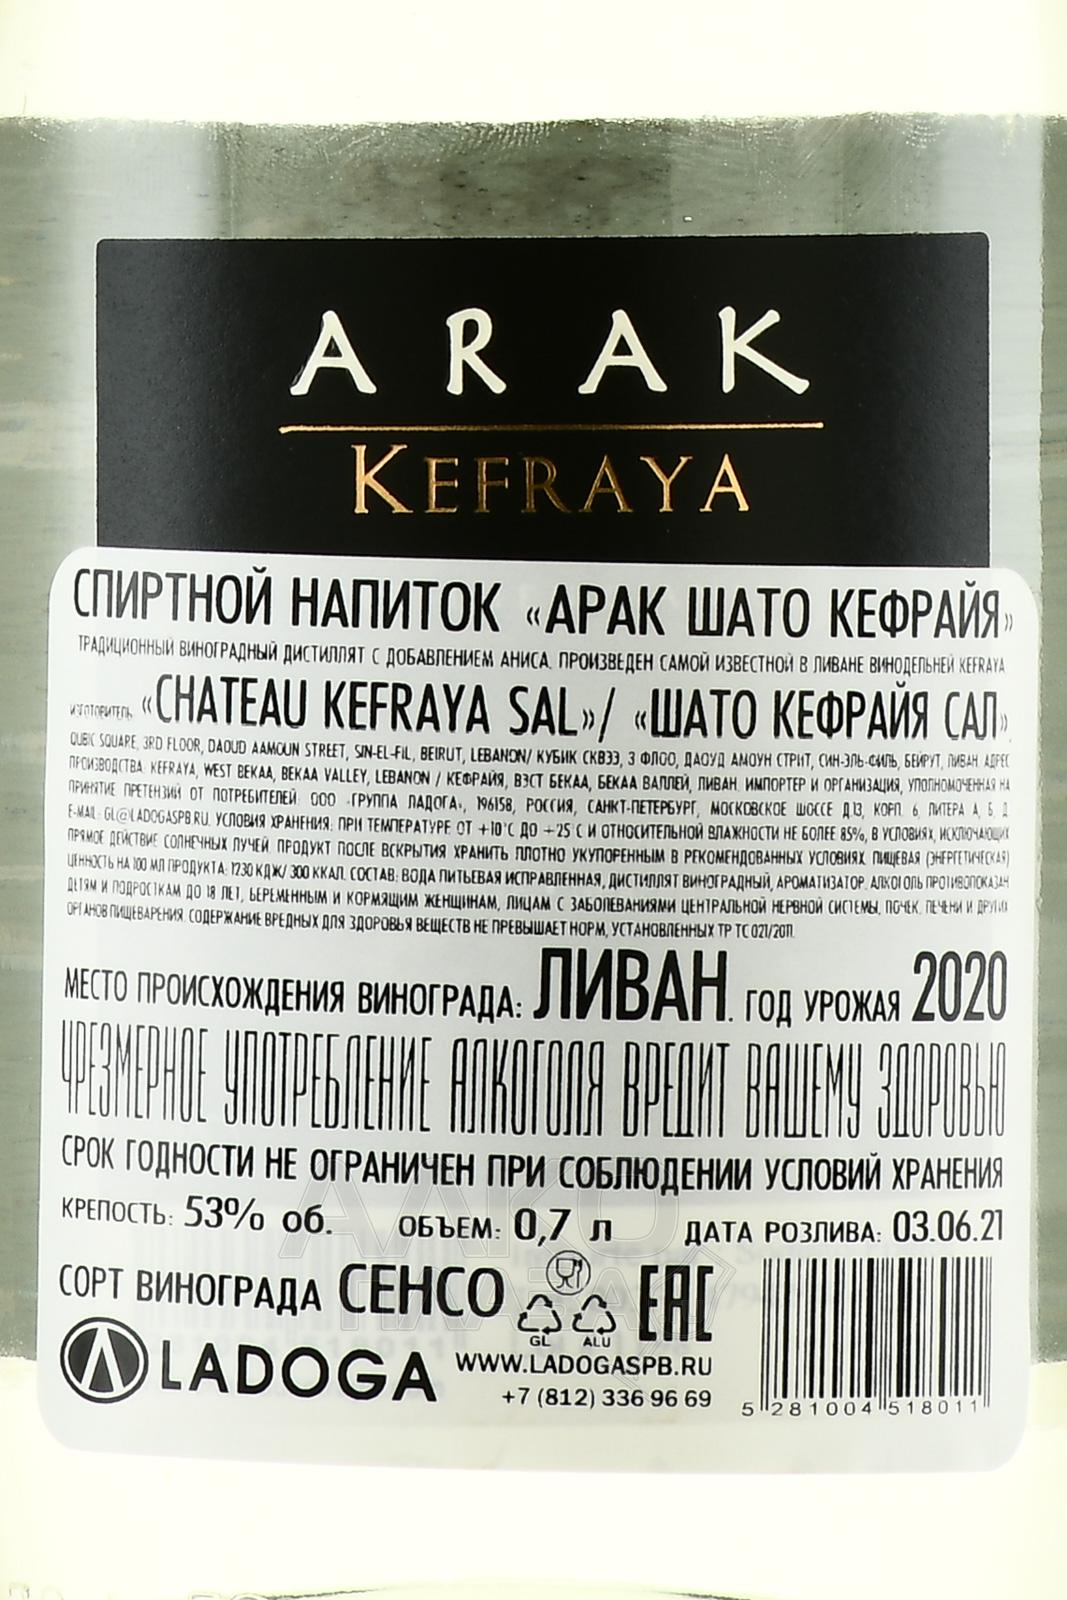 ARAK
KEFRAYA
СПИРТНОЙ НАПИТОК «АРАК ШАТО КЕФРАЙЯ»
ТРАДИЦИОННЫЙ ВИНОГРАДНЫЙ ДИСТИЛЛЯТ С ДОБАВЛЕНИЕМ АНИСА. ПРОИЗВЕДЕН САМОЙ ИЗВЕСТНОЙ В ЛИВАНЕ ВИНОДЕЛЬНЕЙ KEFRAYA
ИЗГОТОВИТЕЛЬ: «CHATEAU KEFRAYA SAL»/ «ШАТО КЕФРАЙЯ САЛ»,
QUBIC SQUARE, 3RD FLOOR, DAOUD AAMOUN STREET, SIN-EL-FIL, BEIRUT, LEBANON/ КУБИК СКВЭЭ, 3 ФЛОО, ДАОУД АМОУН СТРИТ, СИН-ЭЛЬ-ФИЛЬ, БЕЙРУТ, ЛИВАН. АДРЕС
ПРОИЗВОДСТВА: KEFRAYA, WEST BEKAA, BEKAA VALLEY, LEBANON / КЕФРАЙЯ, ВЭСТ БЕКАА, БЕКАА ВАЛЛЕЙ, ЛИВАН. ИМПОРТЕР И ОРГАНИЗАЦИЯ, УПОЛНОМОЧЕННАЯ НА
ПРИНЯТИЕ ПРЕТЕНЗИЙ ОТ ПОТРЕБИТЕЛЕЙ: ООО «ГРУППА ЛАДОГА», 196158, РОССИЯ, САНКТ-ПЕТЕРБУРГ, МОСКОВСКОЕ ШОССЕ Д.13, КОРП. 6, ЛИТЕРА А, Б, Д.
E-MAIL: GL@LADOGASPB.RU. УСЛОВИЯ ХРАНЕНИЯ: ПРИ ТЕМПЕРАТУРЕ ОТ +10°С ДО +25°С И ОТНОСИТЕЛЬНОЙ ВЛАЖНОСТИ НЕ БОЛЕЕ 85%, В УСЛОВИЯХ, ИСКЛЮЧАЮЩИХ
ПРЯМОЕ ДЕЙСТВИЕ СОЛНЕЧНЫХ ЛУЧЕЙ. ПРОДУКТ ПОСЛЕ ВСКРЫТИЯ ХРАНИТЬ ПЛОТНО УКУПОРЕННЫМ В РЕКОМЕНДОВАННЫХ УСЛОВИЯХ. ПИЩЕВАЯ (ЭНЕРГЕТИЧЕСКАЯ)
ЦЕННОСТЬ НА 100 МЛ ПРОДУКТА: 1230 КДЖ/ 300 ККАЛ. СОСТАВ: ВОДА ПИТЬЕВАЯ ИСПРАВЛЕННАЯ, ДИСТИЛЛЯТ ВИНОГРАДНЫЙ, АРОМАТИЗАТОР. АЛКОГОЛЬ ПРОТИВОПОКАЗАН
ДЕТЯМ И ПОДРОСТКАМ ДО 18 ЛЕТ, БЕРЕМЕННЫМ И КОРМЯЩИМ ЖЕНЩИНАМ, ЛИЦАМ С ЗАБОЛЕВАНИЯМИ ЦЕНТРАЛЬНОЙ НЕРВНОЙ СИСТЕМЫ, ПОЧЕК, ПЕЧЕНИ И ДРУГИХ
ОРГАНОВ ПИЩЕВАРЕНИЯ. СОДЕРЖАНИЕ ВРЕДНЫХ ДЛЯ ЗДОРОВЬЯ ВЕЩЕСТВ НЕ ПРЕВЫШАЕТ НОРМ, УСТАНОВЛЕННЫХ ТР ТС 021/2011.
МЕСТО ПРОИСХОЖДЕНИЯ ВИНОГРАДА: ЛИВАН. ГОД УРОЖАЯ 2020
ЧРЕЗМЕРНОЕ УПОТРЕБЛЕНИЕ АЛКОГОЛЯ ВРЕДИТ ВАШЕМУ ЗДОРОВЬЮ
СРОК ГОДНОСТИ НЕ ОГРАНИЧЕН ПРИ СОБЛЮДЕНИИ УСЛОВИЙ ХРАНЕНИЯ
КРЕПОСТЬ: 53% об. ОБЪЕМ: 0,7 л ДАТА РОЗЛИВА: 03.06.21
СОРТ ВИНОГРАДА СЕНСО
GL ALU EAC
LADOGA
WWW.LADOGASPB.RU
+7 (812) 336 96 69
5 281004 518011